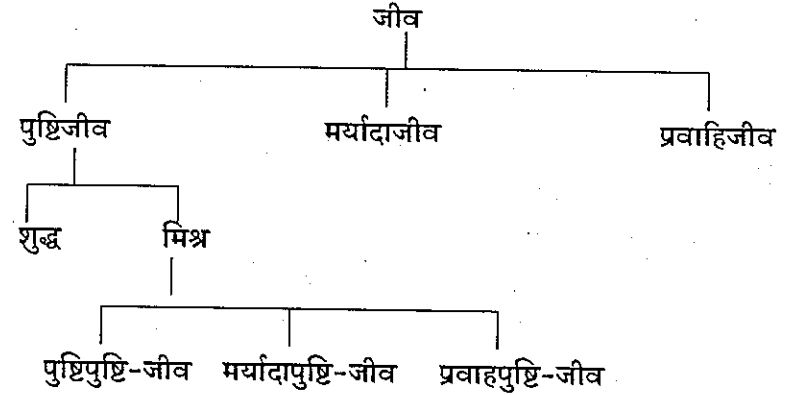 जीव
पुष्टिजीव मर्यादाजीव प्रवाहिजीव
शुद्ध मिश्र
पुष्टिपुष्टि-जीव मर्यादापुष्टि-जीव प्रवाहपुष्टि-जीव